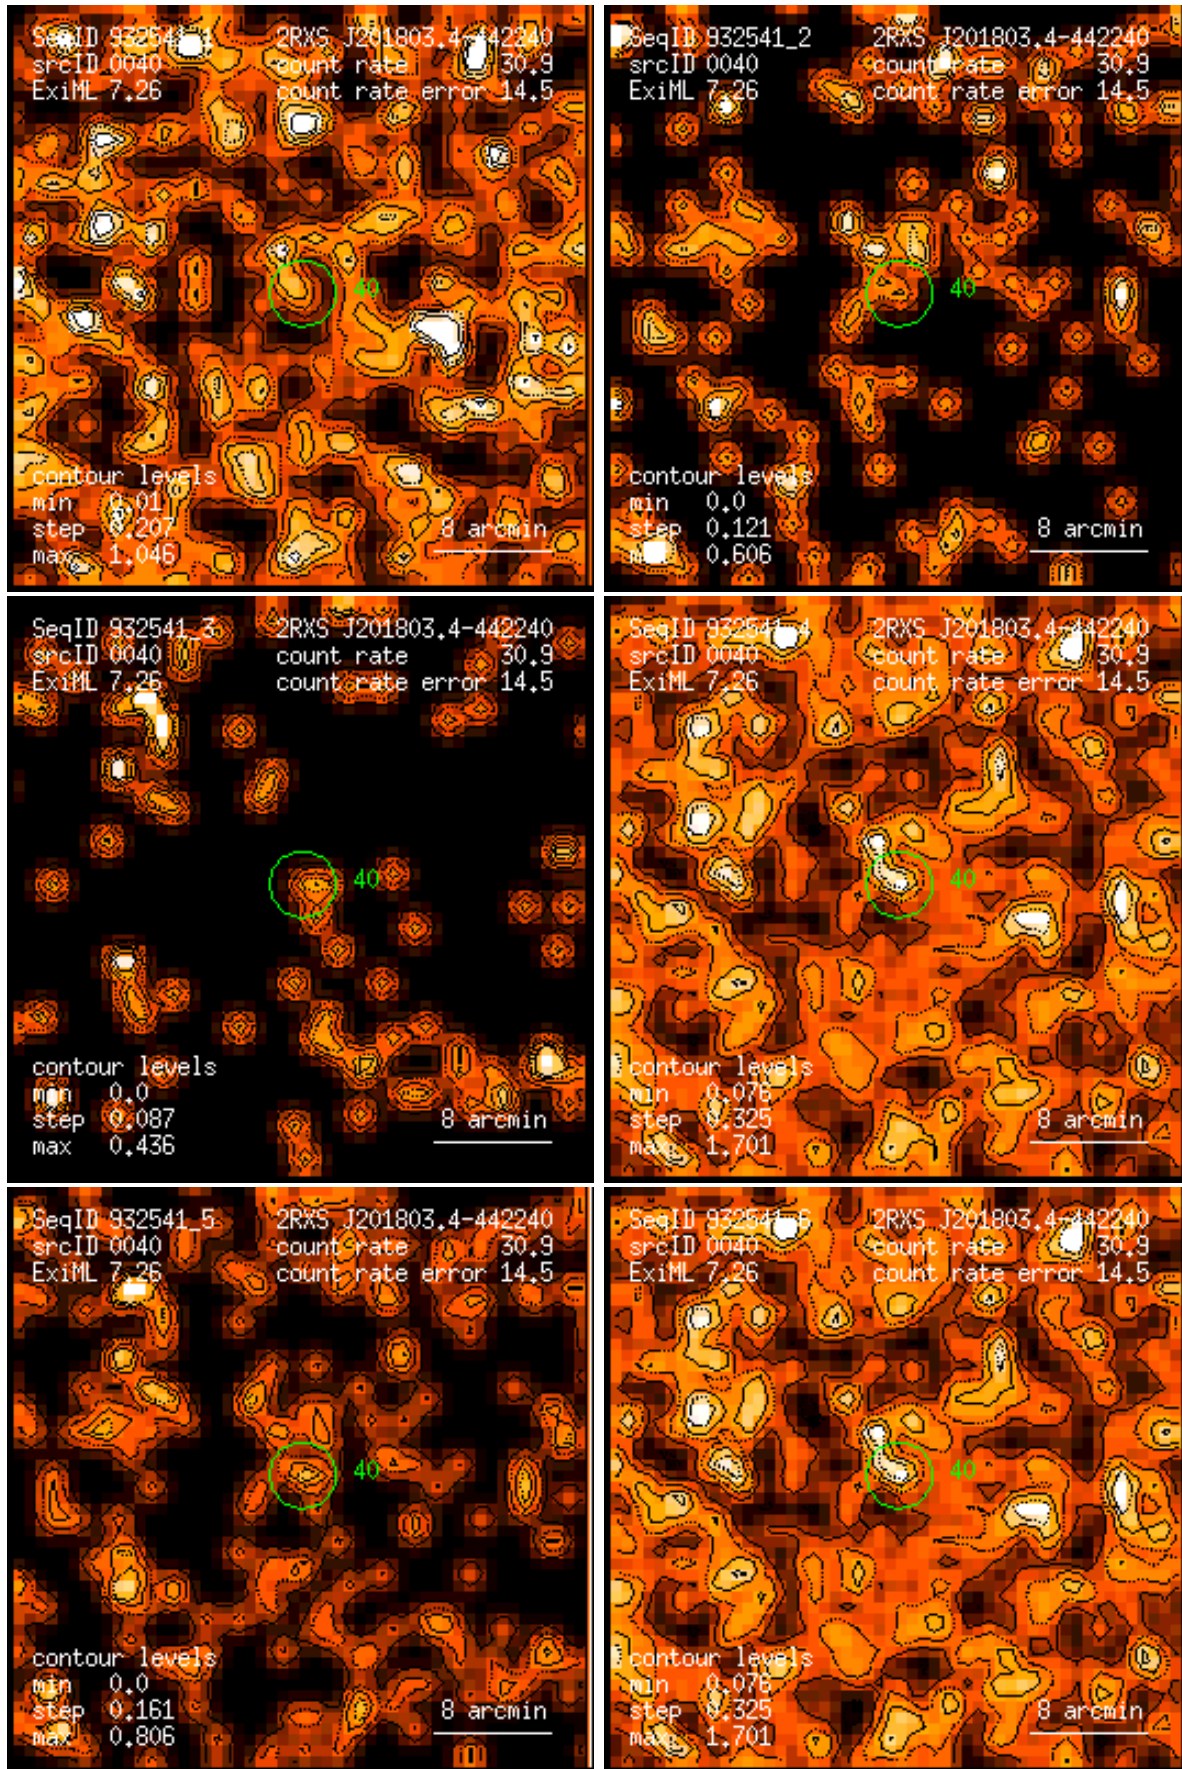 SeqID 932541_1 2RXS J201803.4-442240
srcID 0040 count rate 30.9
ExiML 7.26 count rate error 14.5
40
contour levels
min 0.01
step 0.207
max 1.046
8 arcmin
SeqID 932541_2 2RXS J201803.4-442240
srcID 0040 count rate 30.9
ExiML 7.26 count rate error 14.5
40
contour levels
min 0.0
step 0.121
max 0.606
8 arcmin
SeqID 932541_3 2RXS J201803.4-442240
srcID 0040 count rate 30.9
ExiML 7.26 count rate error 14.5
40
contour levels
min 0.0
step 0.087
max 0.436
8 arcmin
SeqID 932541_4 2RXS J201803.4-442240
srcID 0040 count rate 30.9
ExiML 7.26 count rate error 14.5
40
contour levels
min 0.076
step 0.325
max 1.701
8 arcmin
SeqID 932541_5 2RXS J201803.4-442240
srcID 0040 count rate 30.9
ExiML 7.26 count rate error 14.5
40
contour levels
min 0.0
step 0.161
max 0.806
8 arcmin
SeqID 932541_6 2RXS J201803.4-442240
srcID 0040 count rate 30.9
ExiML 7.26 count rate error 14.5
40
contour levels
min 0.076
step 0.325
max 1.701
8 arcmin